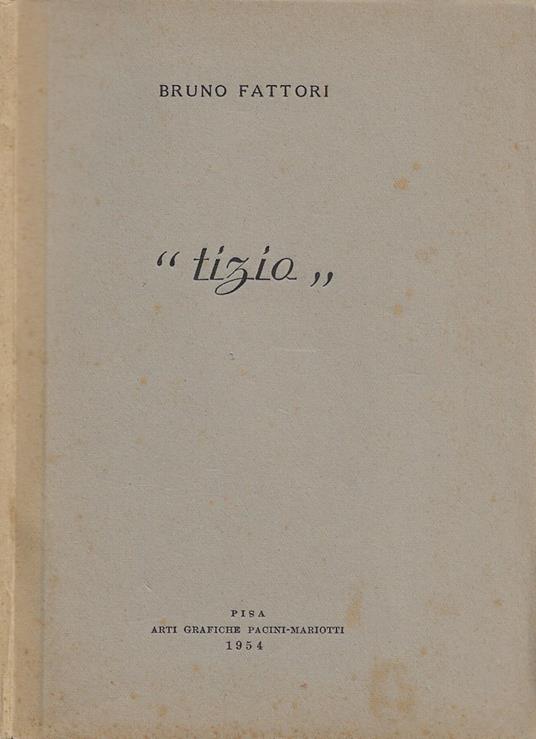 BRUNO FATTORI
“ tizio „
PISA
ARTI GRAFICHE PACINI-MARIOTTI
1954